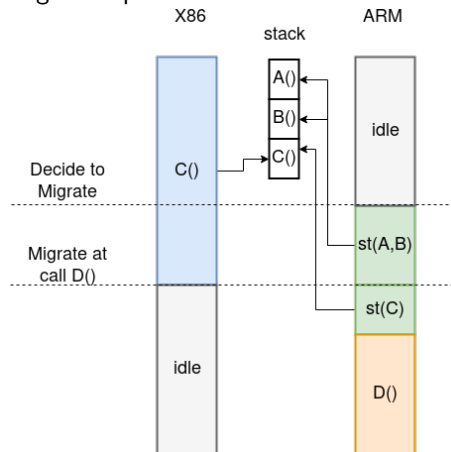 X86
stack
ARM
A()
B()
C()
C()
idle
Decide to
Migrate
st(A,B)
Migrate at
call D()
st(C)
idle
D()